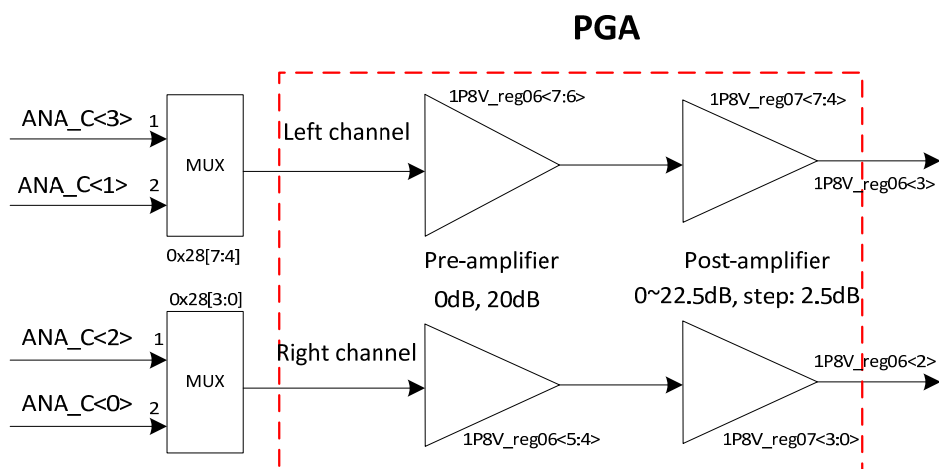 PGA
1P8V_reg06<7:6>
1P8V_reg07<7:4>
ANA_C<3>
1
Left channel
MUX
ANA_C<1>
2
1P8V_reg06<3>
0x28[7:4]
Pre-amplifier
Post-amplifier
0x28[3:0]
0dB, 20dB
0~22.5dB, step: 2.5dB
ANA_C<2>
1
Right channel
1P8V_reg06<2>
MUX
ANA_C<0>
2
1P8V_reg06<5:4>
1P8V_reg07<3:0>